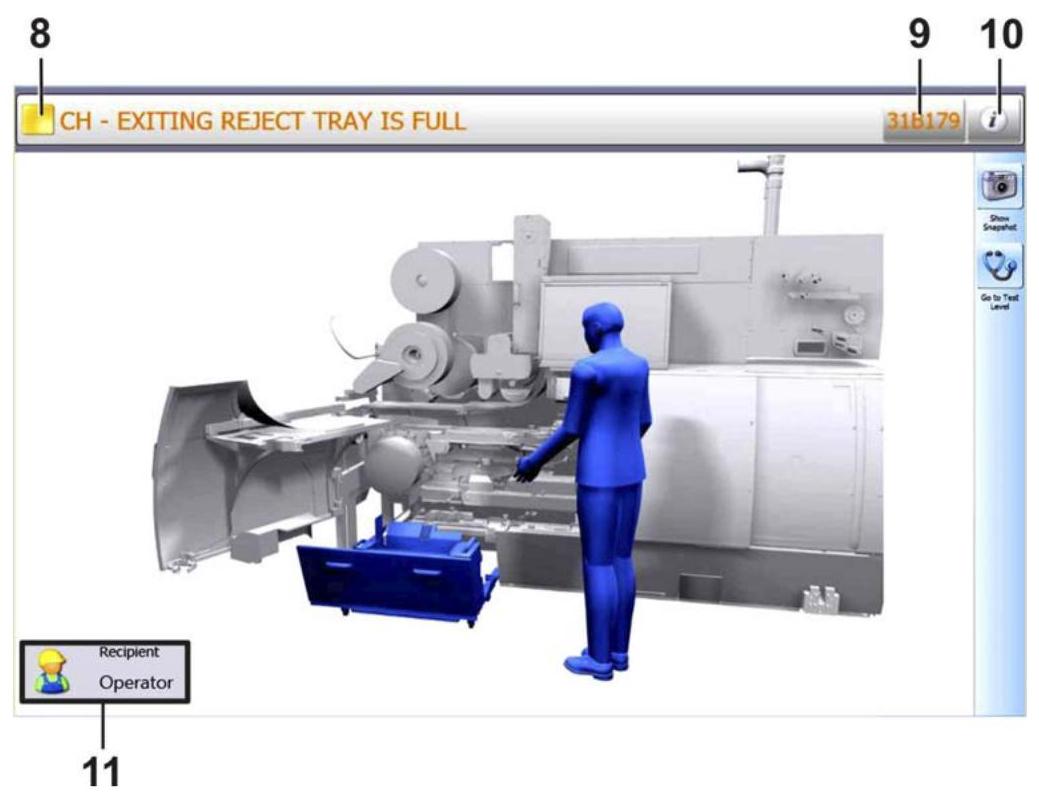 8
9
10
CH - EXITING REJECT TRAY IS FULL
31B179
i
Show
Snapshot
Go to Test
Level
Recipient
Operator
11